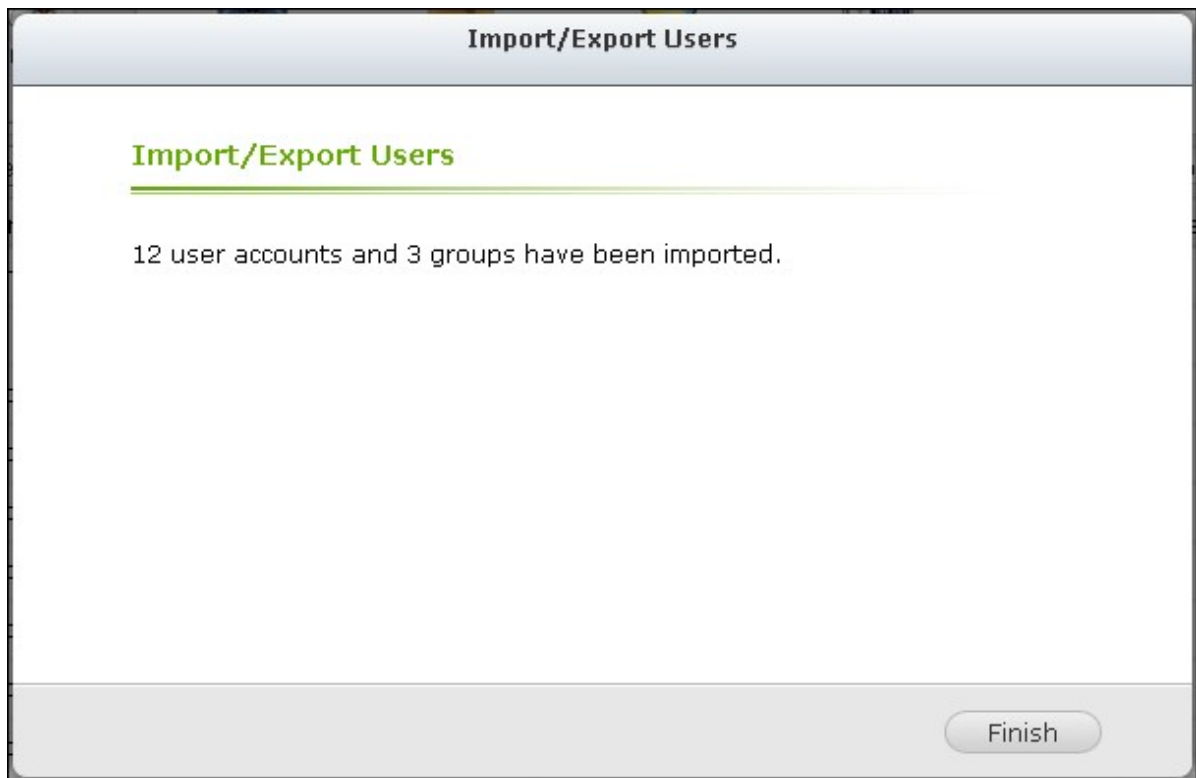 Import/Export Users
Import/Export Users
12 user accounts and 3 groups have been imported.
Finish